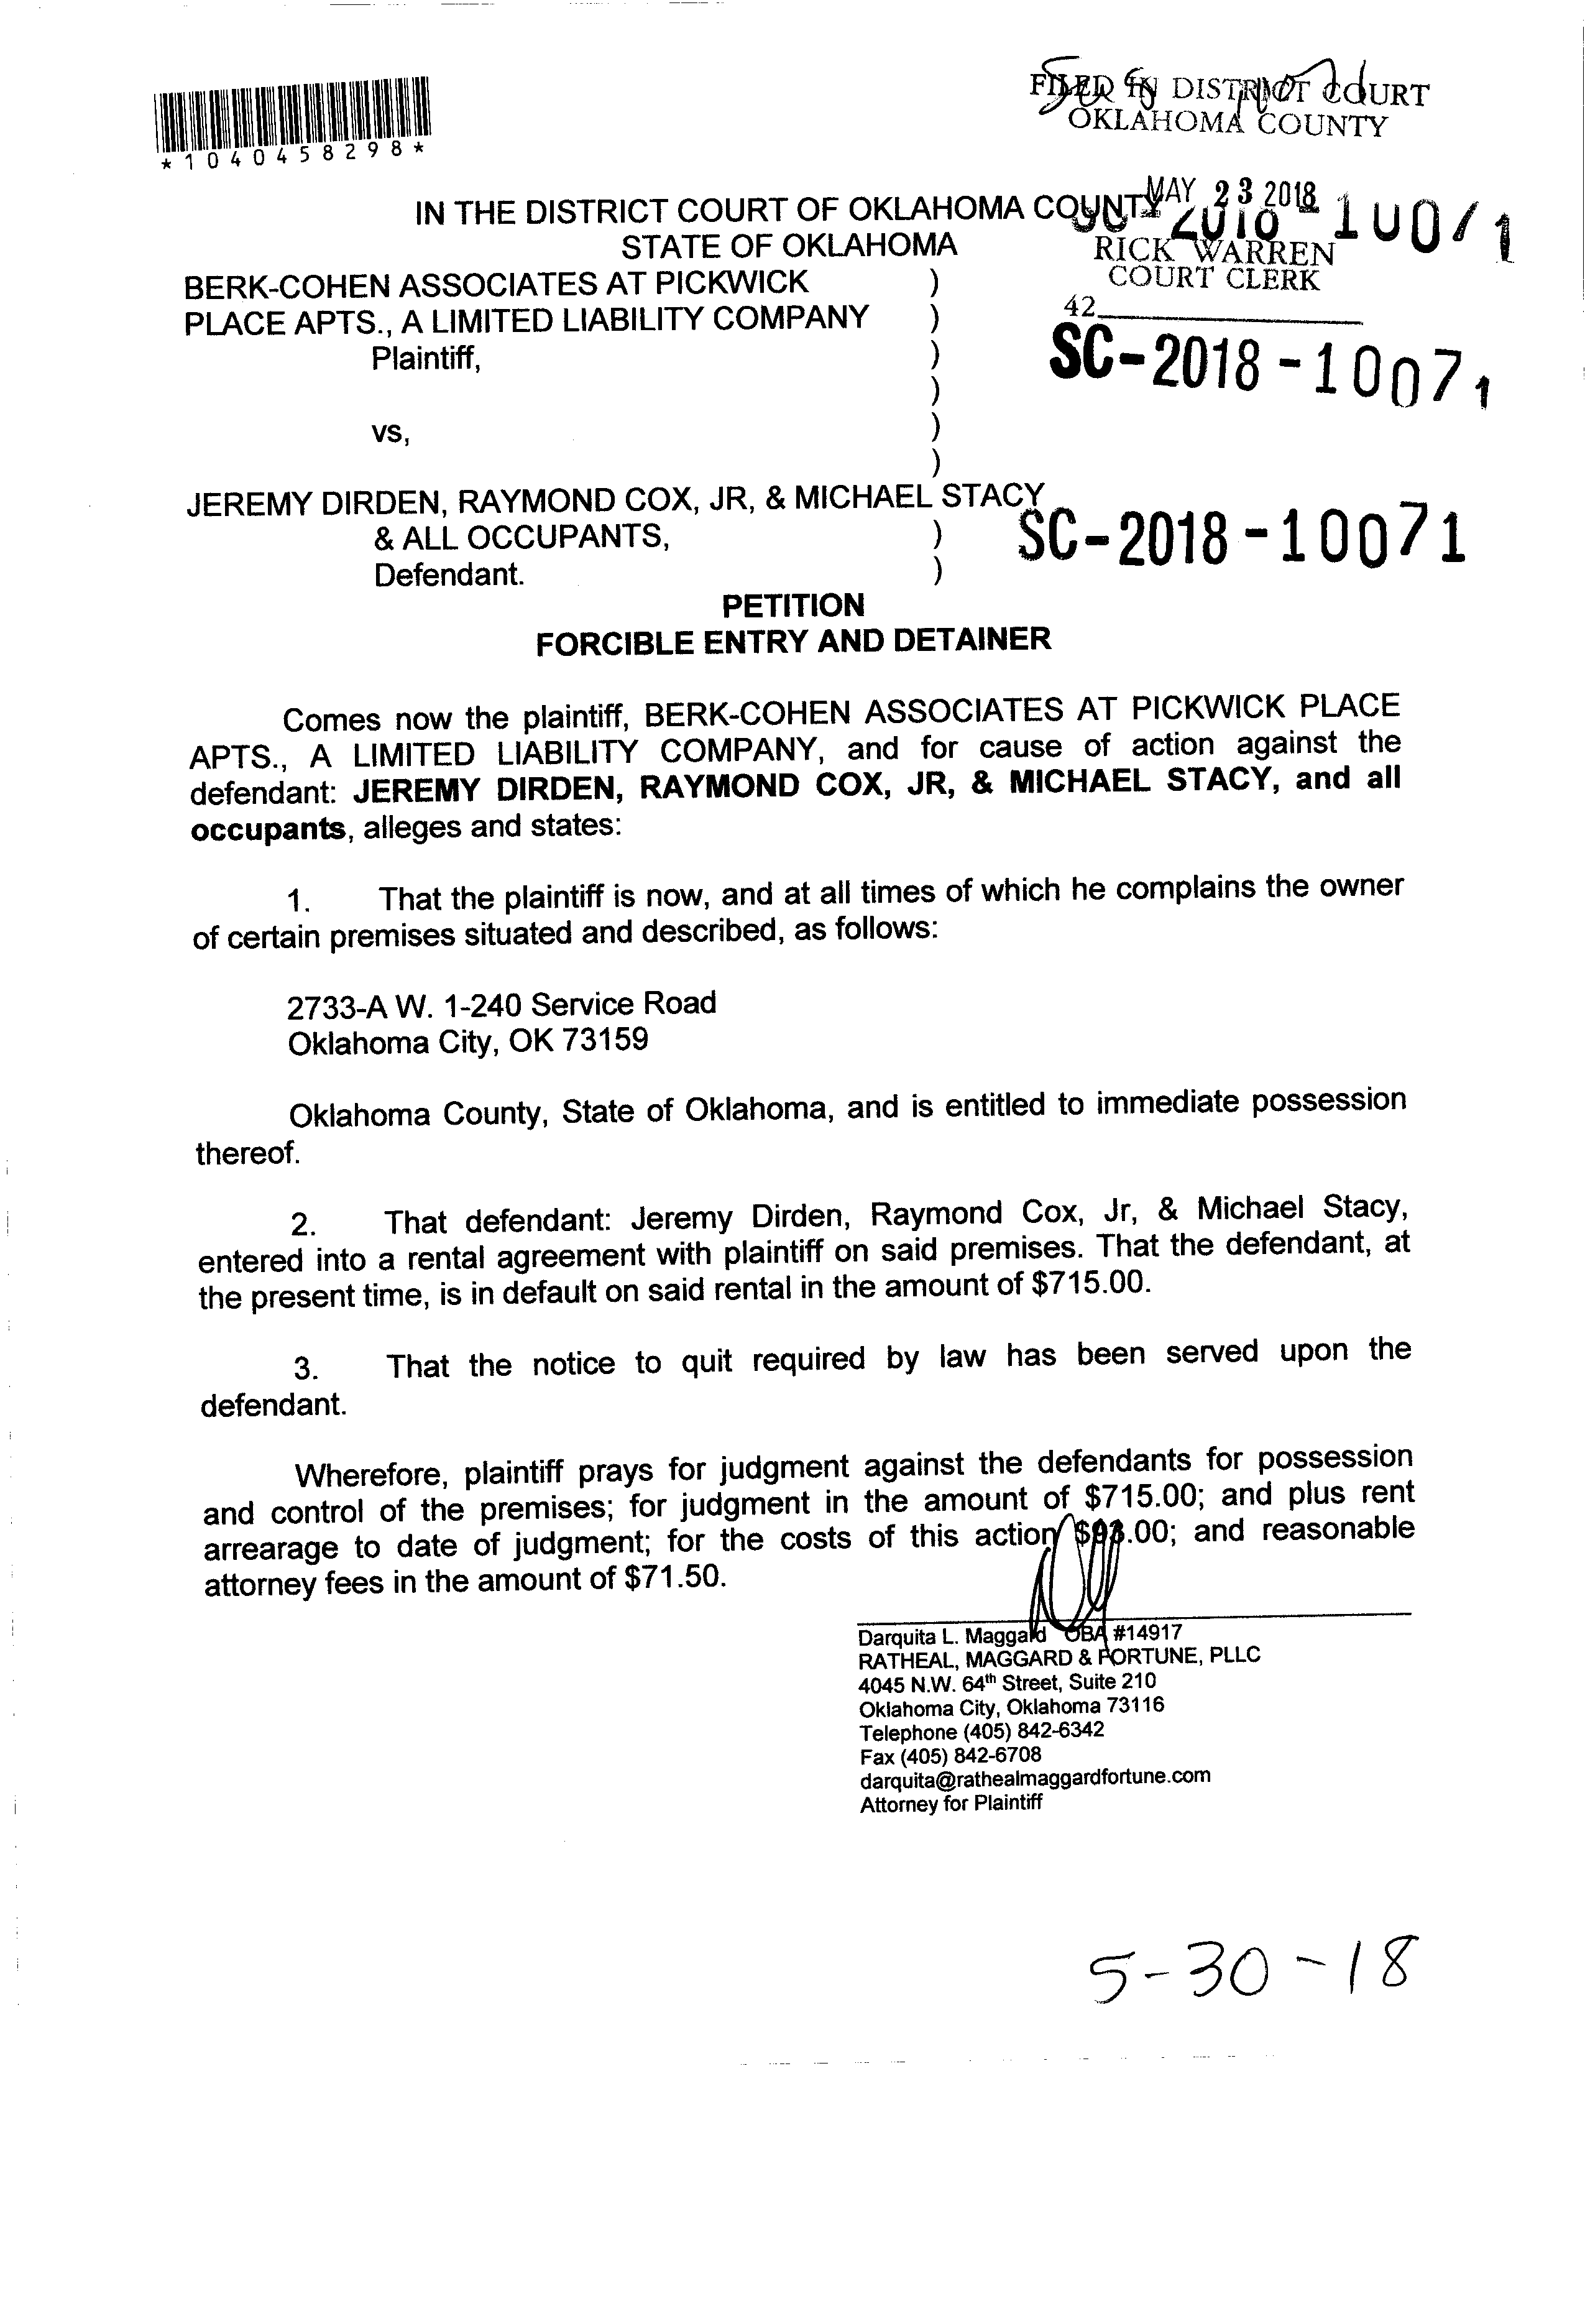 *1040458298*
FILED IN DISTRICT COURT
OKLAHOMA COUNTY
MAY 23 2018
RICK WARREN
COURT CLERK
42
SC-2018-10071
IN THE DISTRICT COURT OF OKLAHOMA COUNTY
STATE OF OKLAHOMA
BERK-COHEN ASSOCIATES AT PICKWICK )
PLACE APTS., A LIMITED LIABILITY COMPANY )
Plaintiff, )
)
vs, )
)
JEREMY DIRDEN, RAYMOND COX, JR, & MICHAEL STACY
& ALL OCCUPANTS, )
SC-2018-10071
Defendant. )
PETITION
FORCIBLE ENTRY AND DETAINER
Comes now the plaintiff, BERK-COHEN ASSOCIATES AT PICKWICK PLACE
APTS., A LIMITED LIABILITY COMPANY, and for cause of action against the
defendant: JEREMY DIRDEN, RAYMOND COX, JR, & MICHAEL STACY, and all
occupants, alleges and states:
1. That the plaintiff is now, and at all times of which he complains the owner
of certain premises situated and described, as follows:
2733-A W. 1-240 Service Road
Oklahoma City, OK 73159
Oklahoma County, State of Oklahoma, and is entitled to immediate possession
thereof.
2. That defendant: Jeremy Dirden, Raymond Cox, Jr, & Michael Stacy,
entered into a rental agreement with plaintiff on said premises. That the defendant, at
the present time, is in default on said rental in the amount of $715.00.
3. That the notice to quit required by law has been served upon the
defendant.
Wherefore, plaintiff prays for judgment against the defendants for possession
and control of the premises; for judgment in the amount of $715.00; and plus rent
arrearage to date of judgment; for the costs of this action $93.00; and reasonable
attorney fees in the amount of $71.50.
Darquita L. Maggard OBA #14917
RATHEAL, MAGGARD & FORTUNE, PLLC
4045 N.W. 64th Street, Suite 210
Oklahoma City, Oklahoma 73116
Telephone (405) 842-6342
Fax (405) 842-6708
darquita@rathealmaggardfortune.com
Attorney for Plaintiff
5-30-18